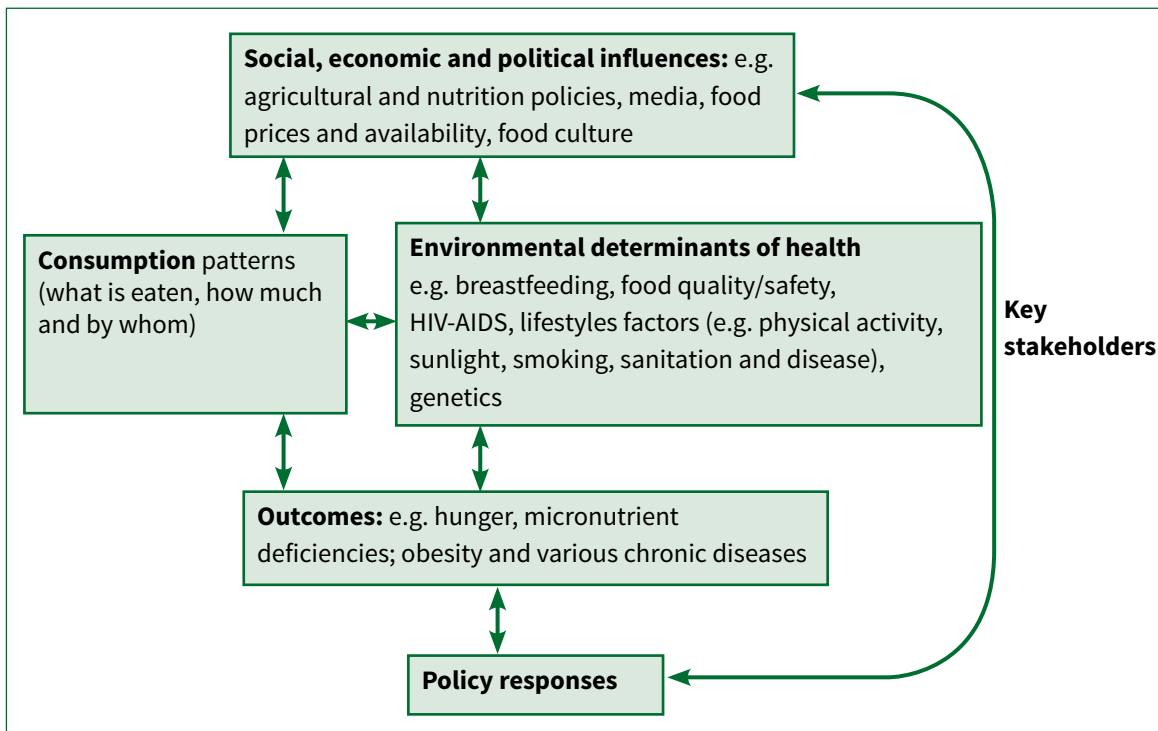 Social, economic and political influences: e.g.
agricultural and nutrition policies, media, food
prices and availability, food culture
Consumption patterns
(what is eaten, how much
and by whom)
Environmental determinants of health
e.g. breastfeeding, food quality/safety,
HIV-AIDS, lifestyles factors (e.g. physical activity,
sunlight, smoking, sanitation and disease),
genetics
Key
stakeholders
Outcomes: e.g. hunger, micronutrient
deficiencies; obesity and various chronic diseases
Policy responses